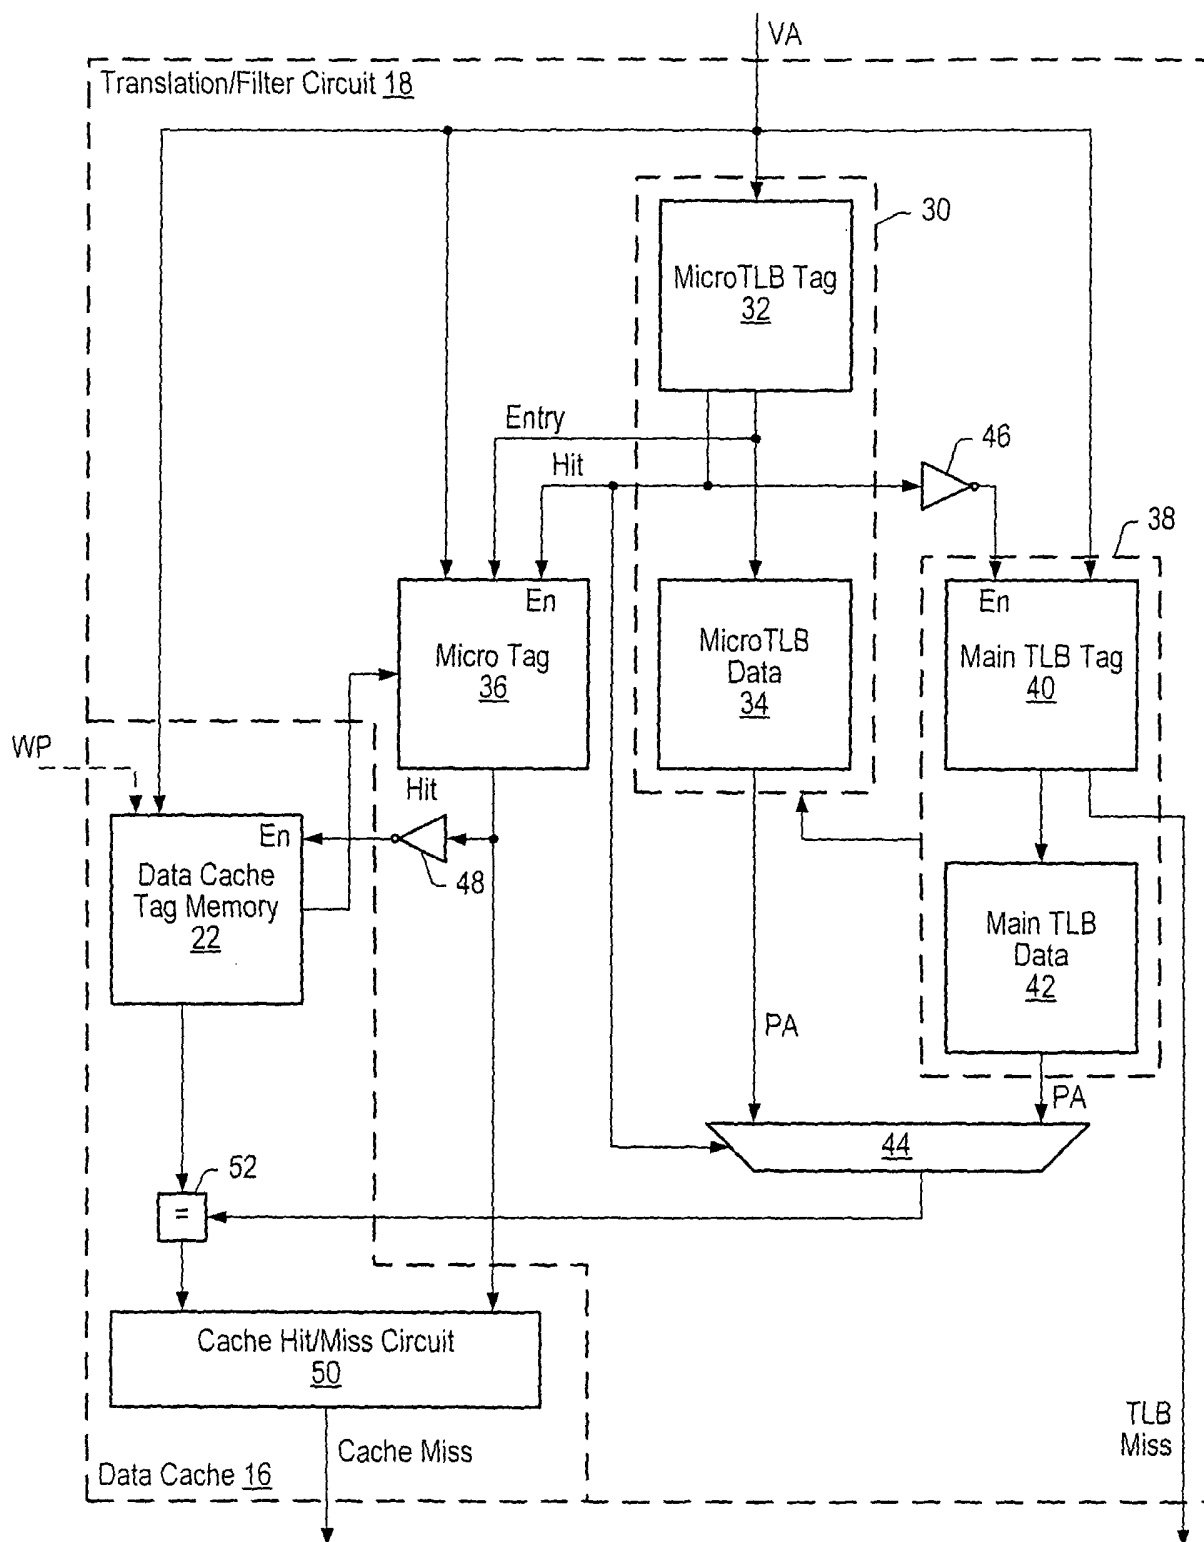 VA
Translation/Filter Circuit 18
30
MicroTLB Tag
32
Entry
46
Hit
38
En
En
Micro Tag
36
MicroTLB
Data
34
Main TLB Tag
40
WP
Hit
En
48
Data Cache
Tag Memory
22
Main TLB
Data
42
PA
PA
44
52
=
Cache Hit/Miss Circuit
50
TLB
Miss
Cache Miss
Data Cache 16